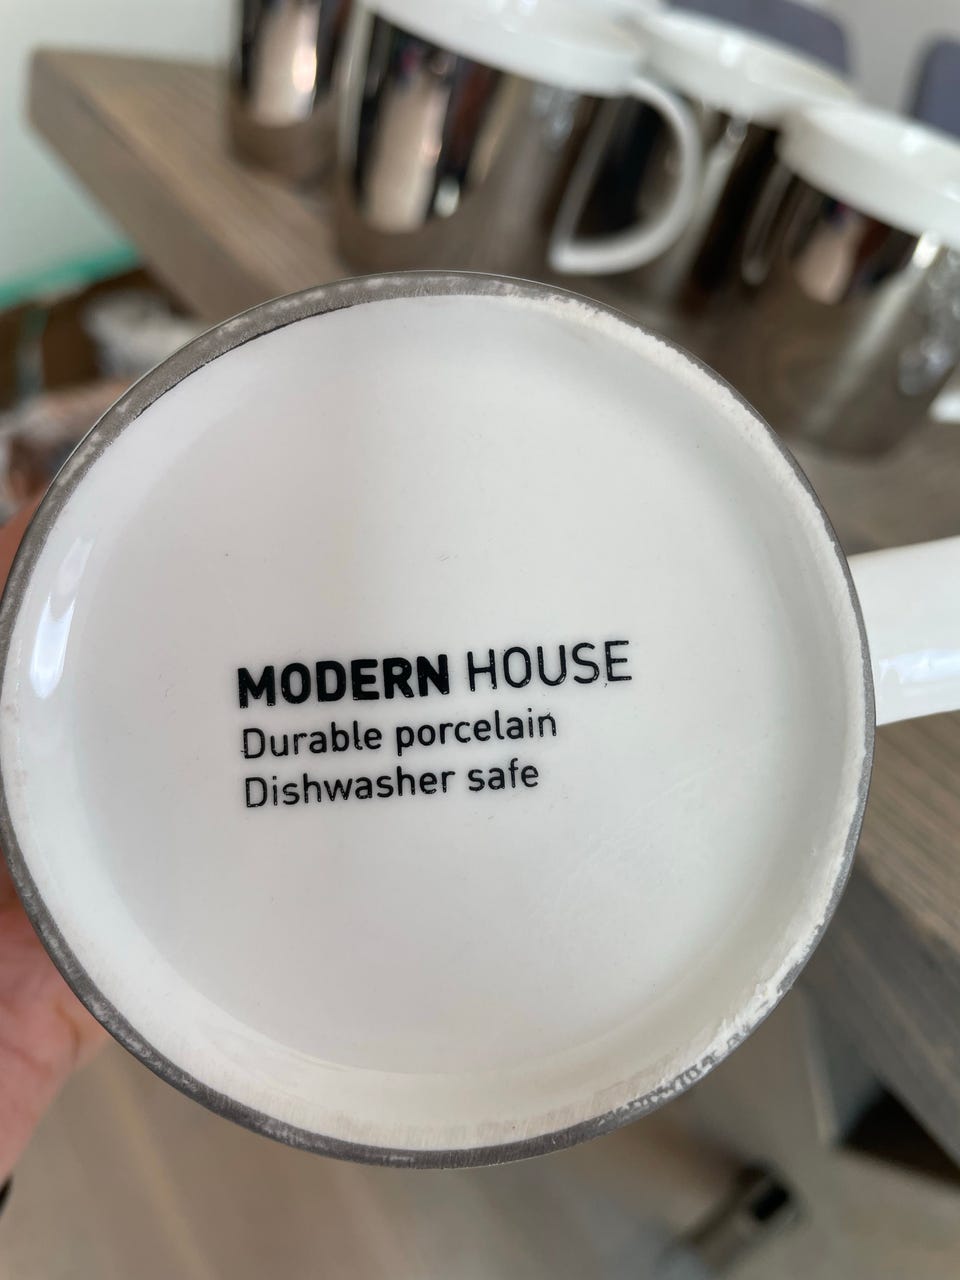 MODERN HOUSE
Durable porcelain
Dishwasher safe